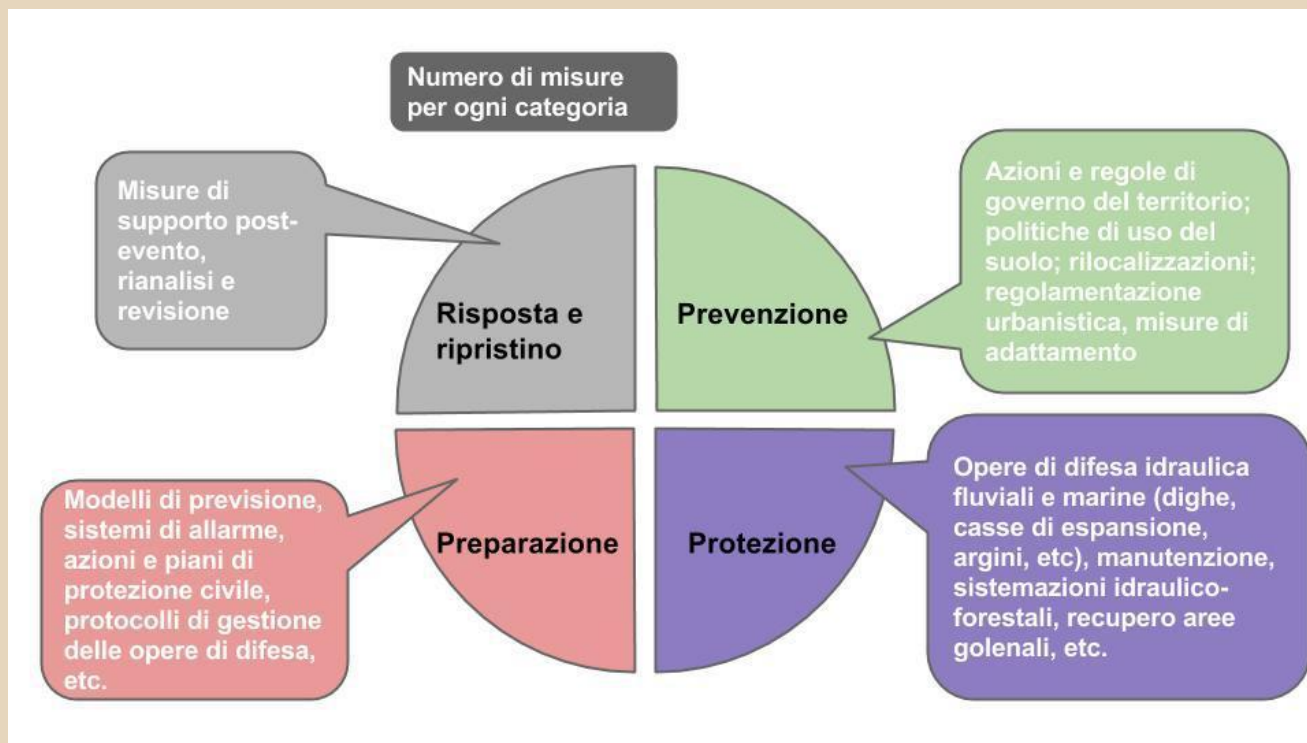 Numero di misure
per ogni categoria
Misure di
supporto post-
evento,
rianalisi e
revisione
Azioni e regole di
governo del territorio;
politiche di uso del
suolo; rilocalizzazioni;
regolamentazione
urbanistica, misure di
adattamento
Risposta e
ripristino
Prevenzione
Modelli di previsione,
sistemi di allarme,
azioni e piani di
protezione civile,
protocolli di gestione
delle opere di difesa,
etc.
Preparazione
Protezione
Opere di difesa idraulica
fluviali e marine (dighe,
casse di espansione,
argini, etc), manutenzione,
sistemazioni idraulico-
forestali, recupero aree
golenali, etc.